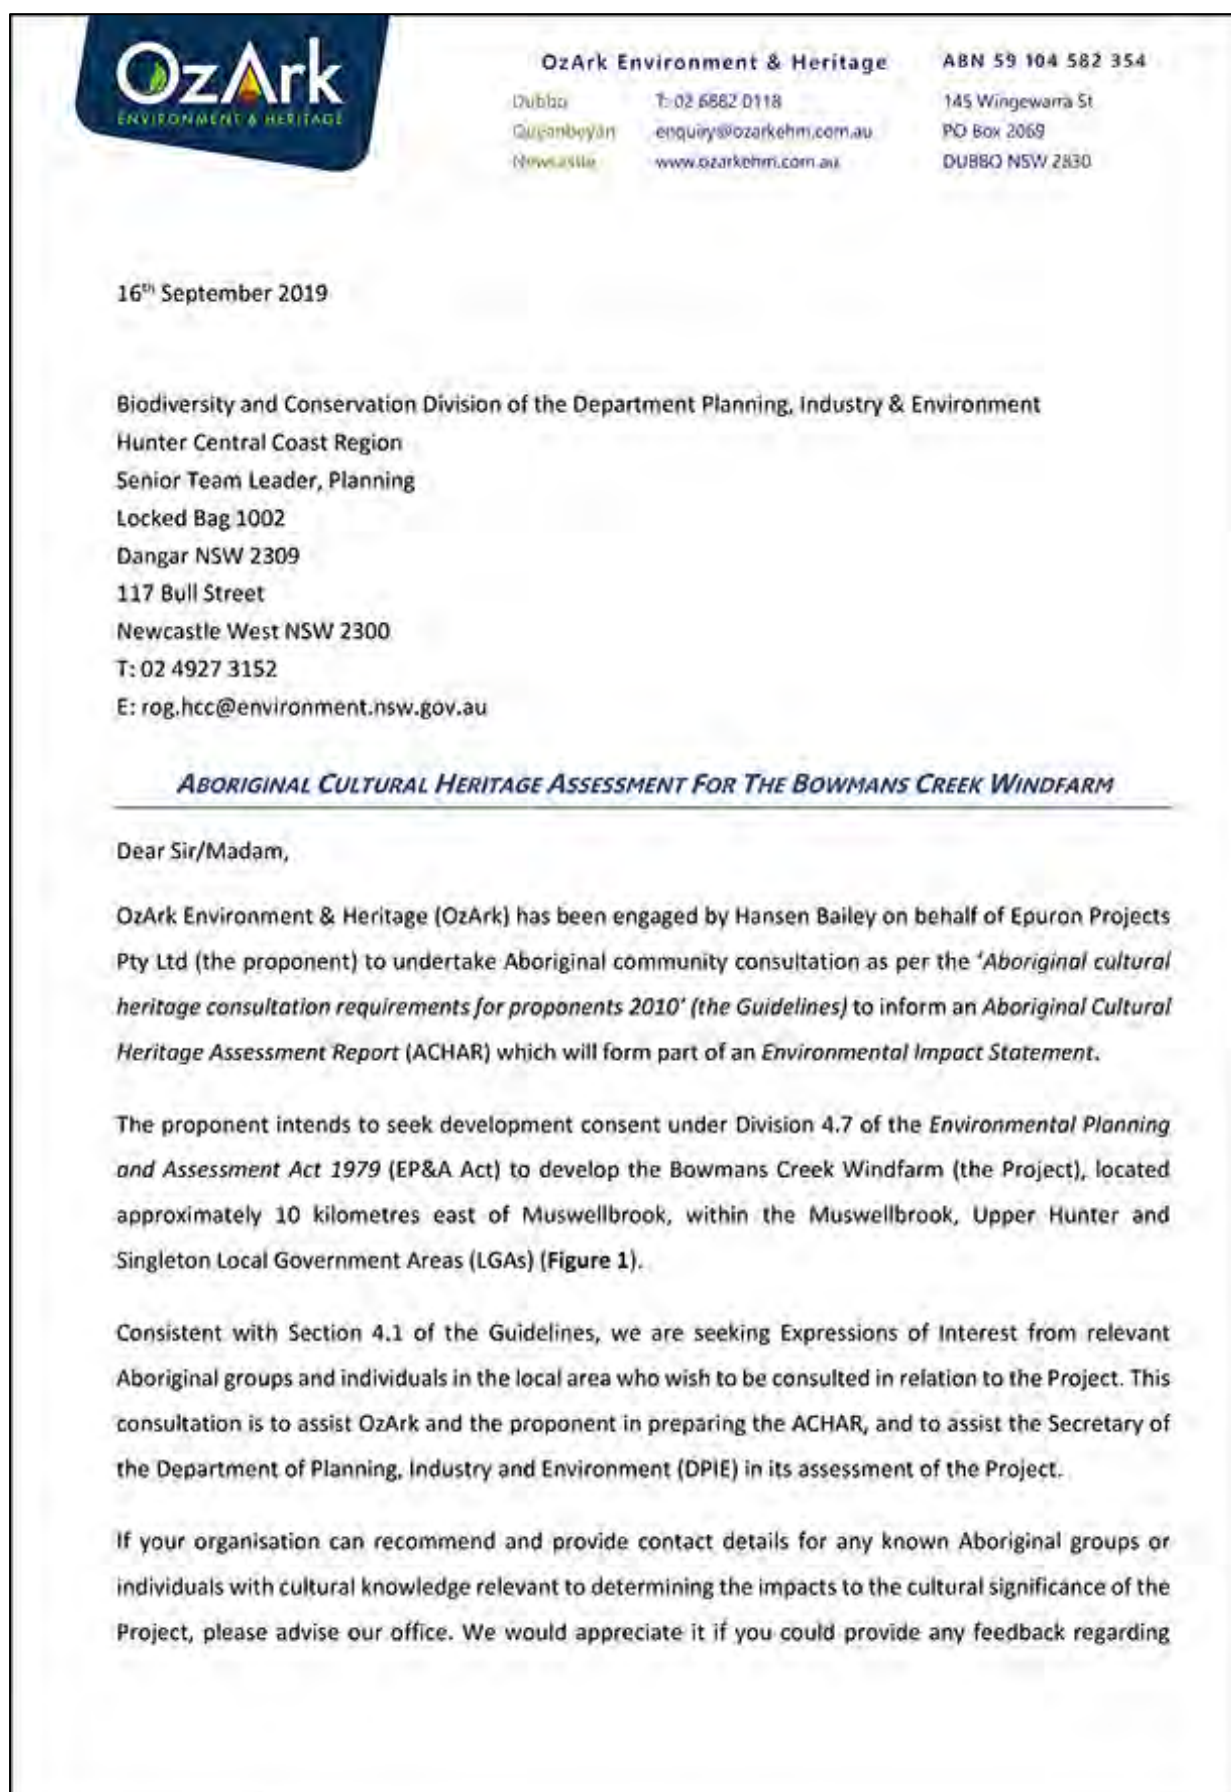 OzArk
ENVIRONMENT & HERITAGE
OzArk Environment & Heritage
ABN 59 104 582 354
Dubbo
T: 02 6882 0118
145 Wingewarra St
Queanbeyan
enquiry@ozarkehm.com.au
PO Box 2069
Newcastle
www.ozarkehm.com.au
DUBBO NSW 2830
16th September 2019
Biodiversity and Conservation Division of the Department Planning, Industry & Environment
Hunter Central Coast Region
Senior Team Leader, Planning
Locked Bag 1002
Dangar NSW 2309
117 Bull Street
Newcastle West NSW 2300
T: 02 4927 3152
E: rog.hcc@environment.nsw.gov.au
ABORIGINAL CULTURAL HERITAGE ASSESSMENT FOR THE BOWMANS CREEK WINDFARM
Dear Sir/Madam,
OzArk Environment & Heritage (OzArk) has been engaged by Hansen Bailey on behalf of Epuron Projects
Pty Ltd (the proponent) to undertake Aboriginal community consultation as per the 'Aboriginal cultural
heritage consultation requirements for proponents 2010' (the Guidelines) to inform an Aboriginal Cultural
Heritage Assessment Report (ACHAR) which will form part of an Environmental Impact Statement.
The proponent intends to seek development consent under Division 4.7 of the Environmental Planning
and Assessment Act 1979 (EP&A Act) to develop the Bowmans Creek Windfarm (the Project), located
approximately 10 kilometres east of Muswellbrook, within the Muswellbrook, Upper Hunter and
Singleton Local Government Areas (LGAs) (Figure 1).
Consistent with Section 4.1 of the Guidelines, we are seeking Expressions of Interest from relevant
Aboriginal groups and individuals in the local area who wish to be consulted in relation to the Project. This
consultation is to assist OzArk and the proponent in preparing the ACHAR, and to assist the Secretary of
the Department of Planning, Industry and Environment (DPIE) in its assessment of the Project.
If your organisation can recommend and provide contact details for any known Aboriginal groups or
individuals with cultural knowledge relevant to determining the impacts to the cultural significance of the
Project, please advise our office. We would appreciate it if you could provide any feedback regarding